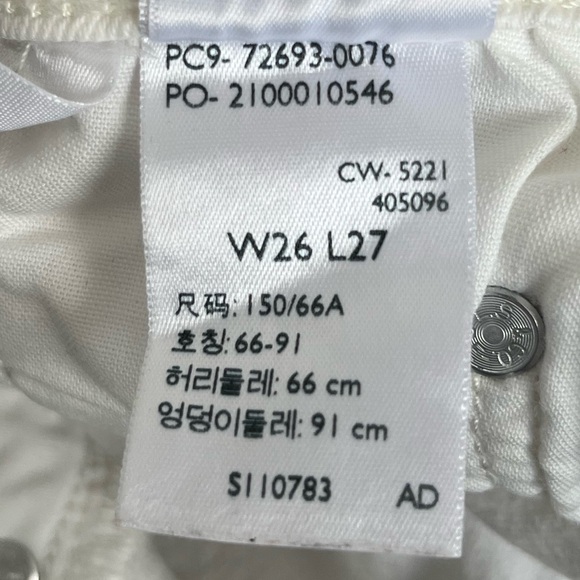 PC9- 72693-0076
PO- 2100010546
CW- 5221
405096
W26 L27
尺码: 150/66A
호칭: 66-91
허리둘레: 66 cm
엉덩이둘레: 91 cm
S110783 AD